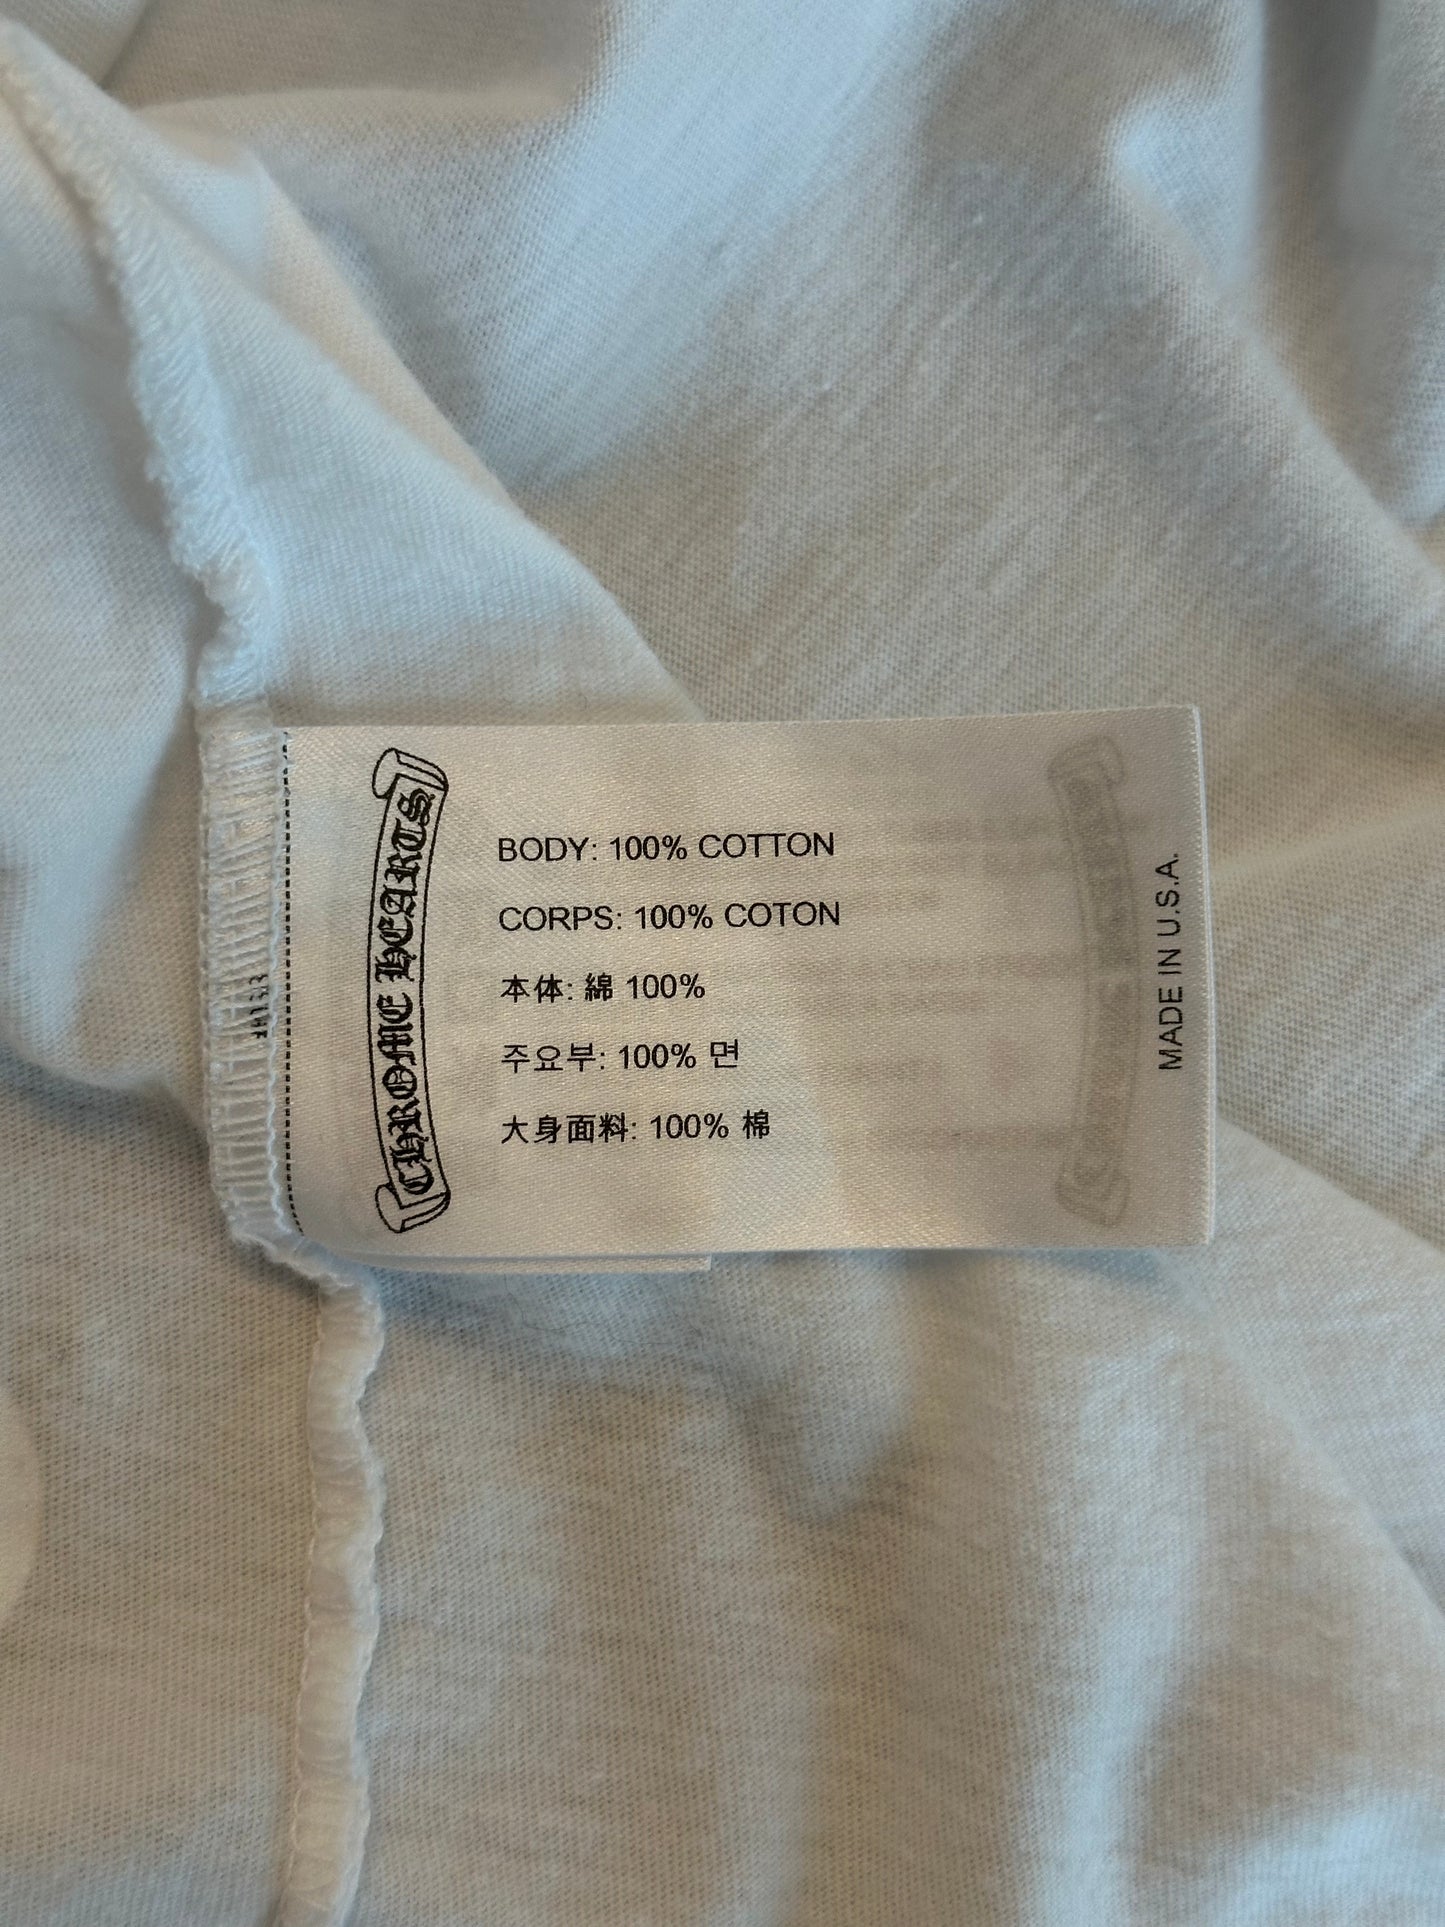 CHROME HEARTS
BODY: 100% COTTON
CORPS: 100% COTON
本体: 綿 100%
주요부: 100% 면
大身面料: 100% 棉
MADE IN U.S.A.